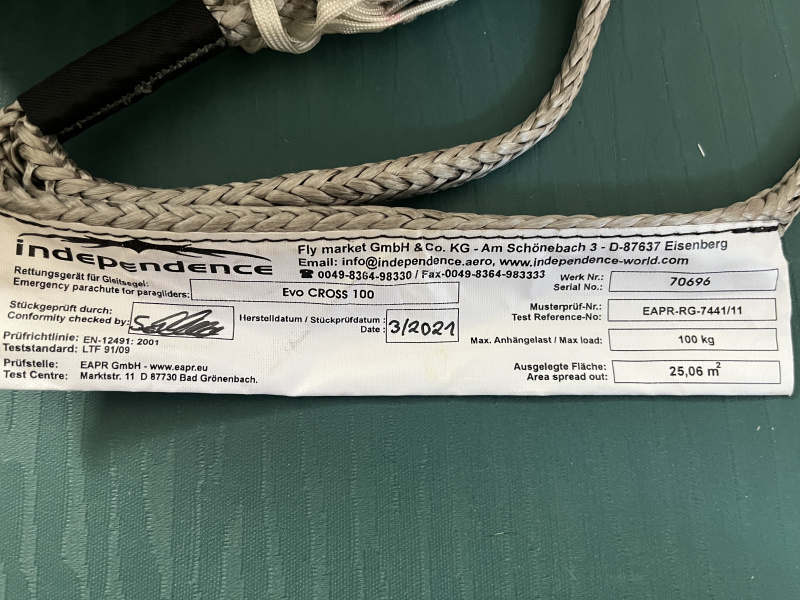 independence
Fly market GmbH & Co. KG - Am Schönebach 3 - D-87637 Eisenberg
Email: info@independence.aero, www.independence-world.com
☎ 0049-8364-98330 / Fax-0049-8364-983333
Rettungsgerät für Gleitsegel:
Emergency parachute for paragliders:
Evo CROSS 100
Werk Nr.:
Serial No.:
70696
Stückgeprüft durch:
Conformity checked by:
Herstelldatum / Stückprüfdatum :
Date :
3/2021
Musterprüf-Nr.:
Test Reference-No:
EAPR-RG-7441/11
Prüfrichtlinie: EN-12491: 2001
Teststandard: LTF 91/09
Max. Anhängelast / Max load:
100 kg
Prüfstelle: EAPR GmbH - www.eapr.eu
Test Centre: Marktstr. 11 D 87730 Bad Grönenbach.
Ausgelegte Fläche:
Area spread out:
25,06 m²